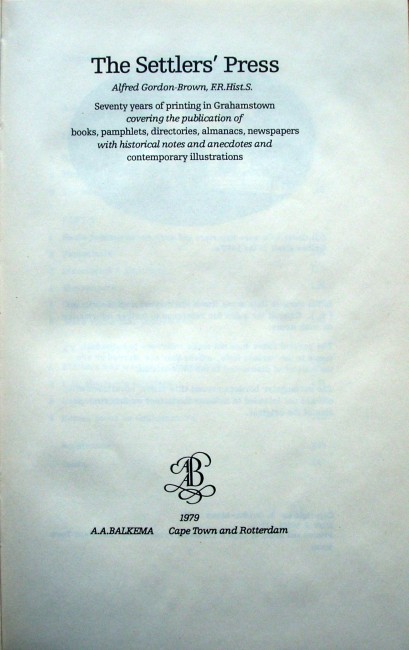 The Settlers' Press
Alfred Gordon-Brown, F.R.Hist.S.
Seventy years of printing in Grahamstown
covering the publication of
books, pamphlets, directories, almanacs, newspapers
with historical notes and anecdotes and
contemporary illustrations
AB
1979
A.A.BALKEMA Cape Town and Rotterdam